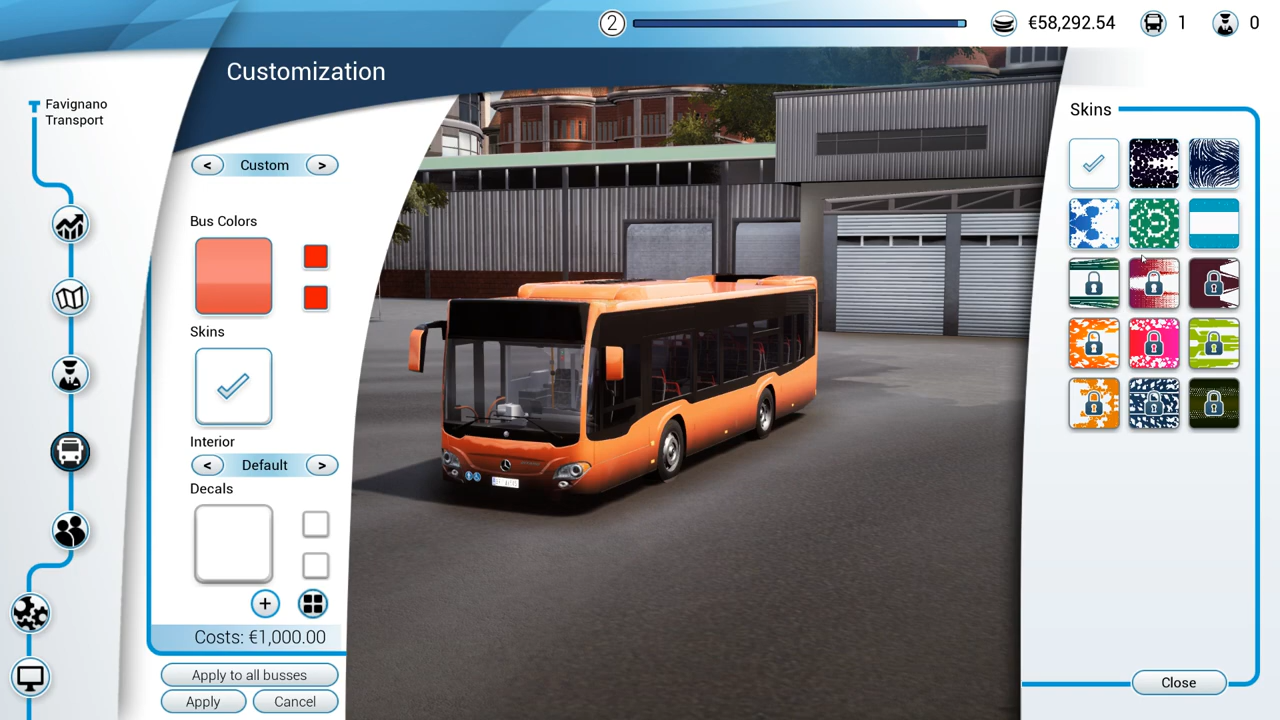 2
€58,292.54
1
0
Customization
Favignano
Transport
< Custom >
Bus Colors
Skins
Interior
< Default >
Decals
+
Costs: €1,000.00
Apply to all busses
Apply
Cancel
Skins
Close